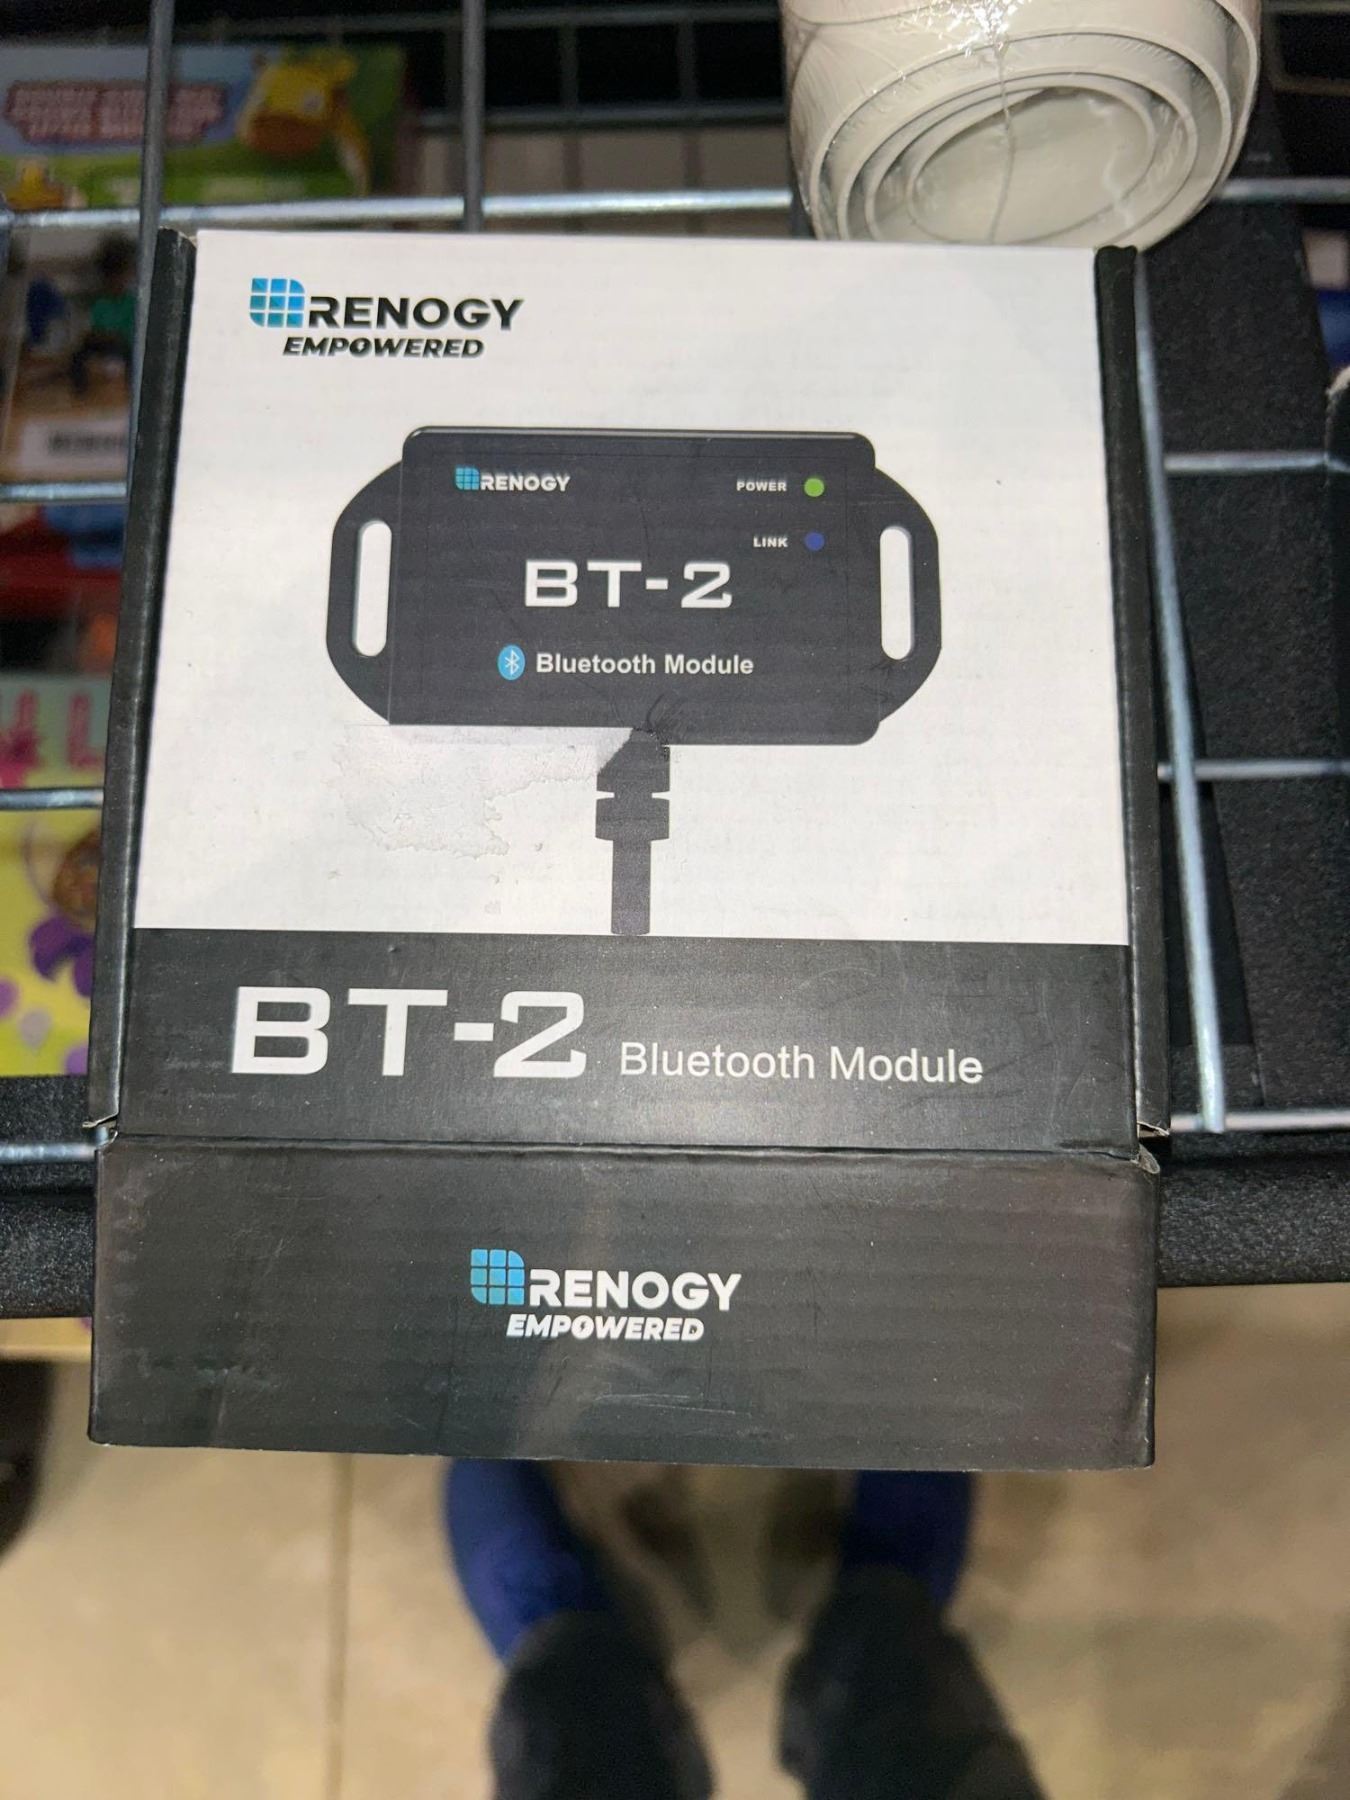 RENOGY
EMPOWERED
RENOGY
POWER
LINK
BT-2
Bluetooth Module
BT-2 Bluetooth Module
RENOGY
EMPOWERED